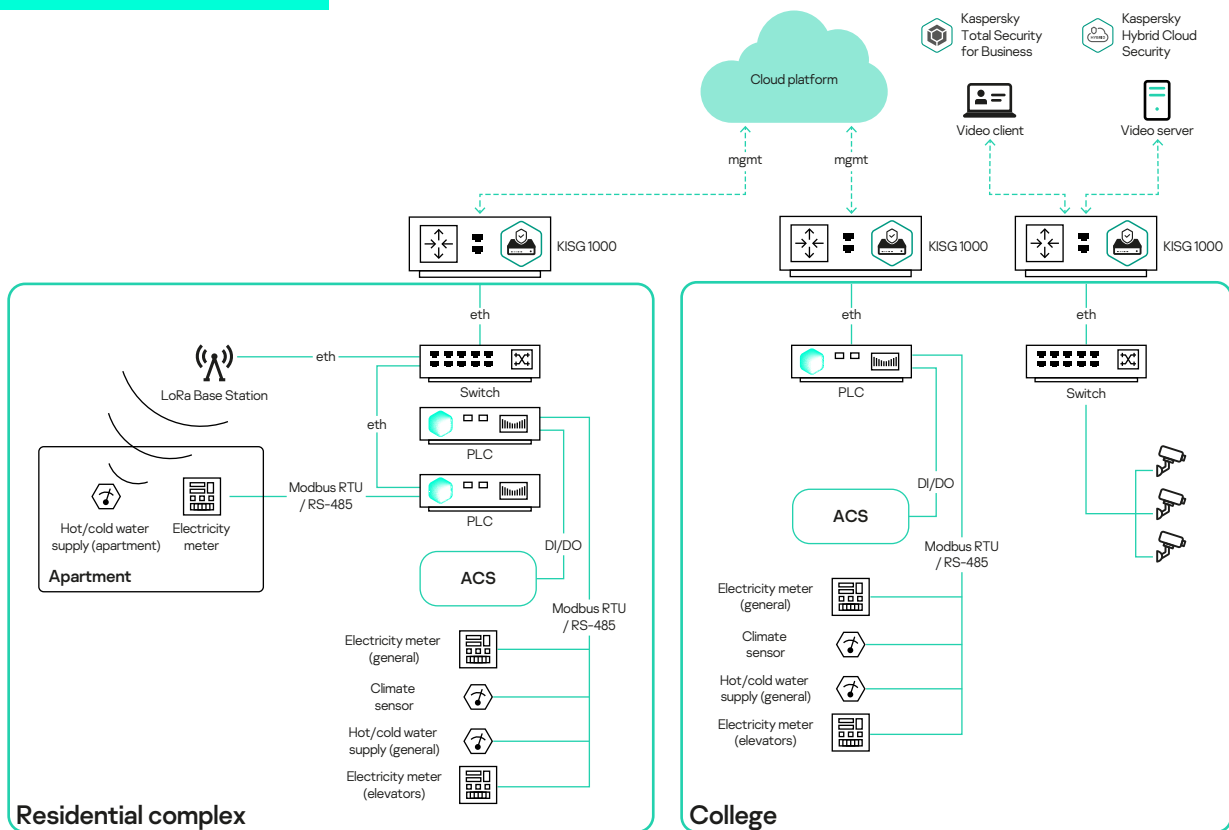 Kaspersky
Total Security
for Business
Kaspersky
Hybrid Cloud
Security
Cloud platform
Video client
Video server
mgmt
mgmt
KISG 1000
KISG 1000
KISG 1000
eth
eth
eth
LoRa Base Station
eth
Switch
eth
PLC
PLC
Modbus RTU
/ RS-485
Hot/cold water
supply (apartment)
Electricity
meter
Apartment
DI/DO
ACS
Modbus RTU
/ RS-485
Electricity meter
(general)
Climate
sensor
Hot/cold water
supply (general)
Electricity meter
(elevators)
Residential complex
PLC
Switch
DI/DO
ACS
Modbus RTU
/ RS-485
Electricity meter
(general)
Climate
sensor
Hot/cold water
supply (general)
Electricity meter
(elevators)
College